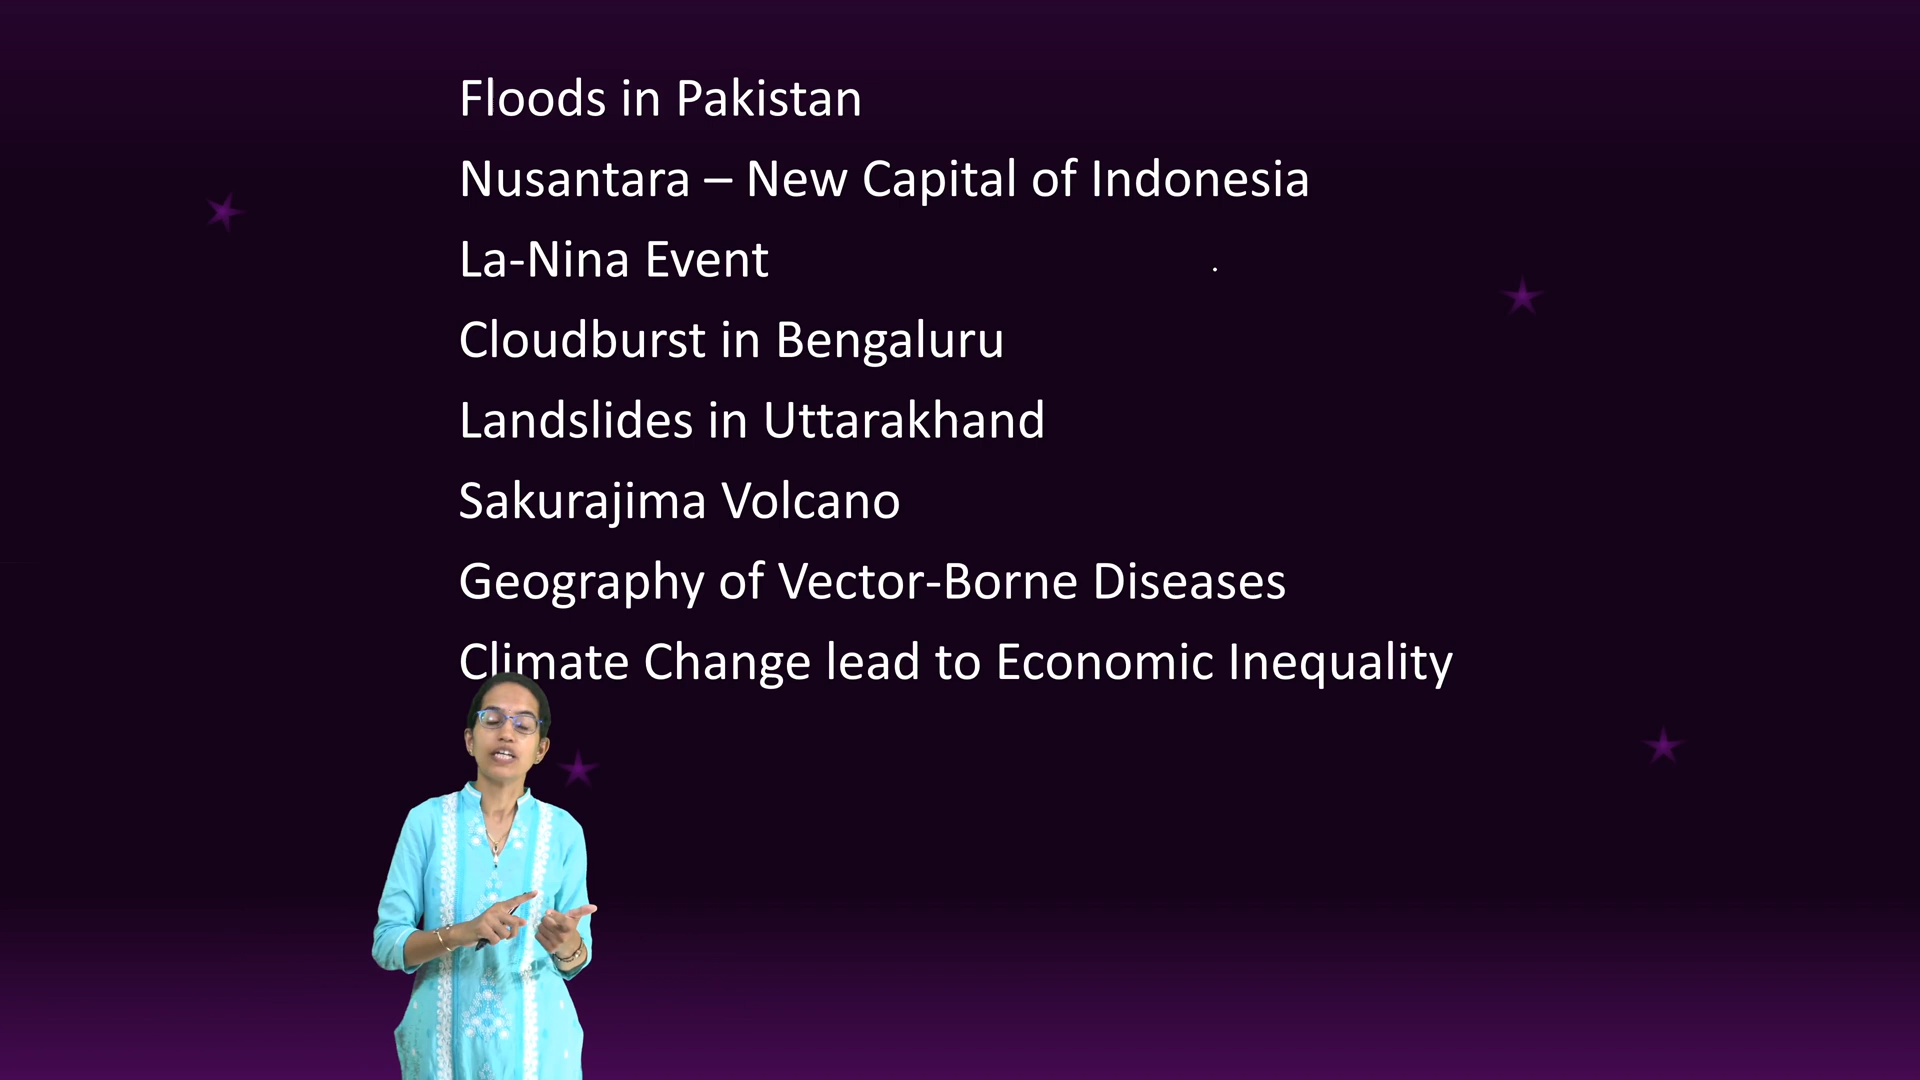 Floods in Pakistan
Nusantara – New Capital of Indonesia
La-Nina Event
Cloudburst in Bengaluru
Landslides in Uttarakhand
Sakurajima Volcano
Geography of Vector-Borne Diseases
Climate Change lead to Economic Inequality